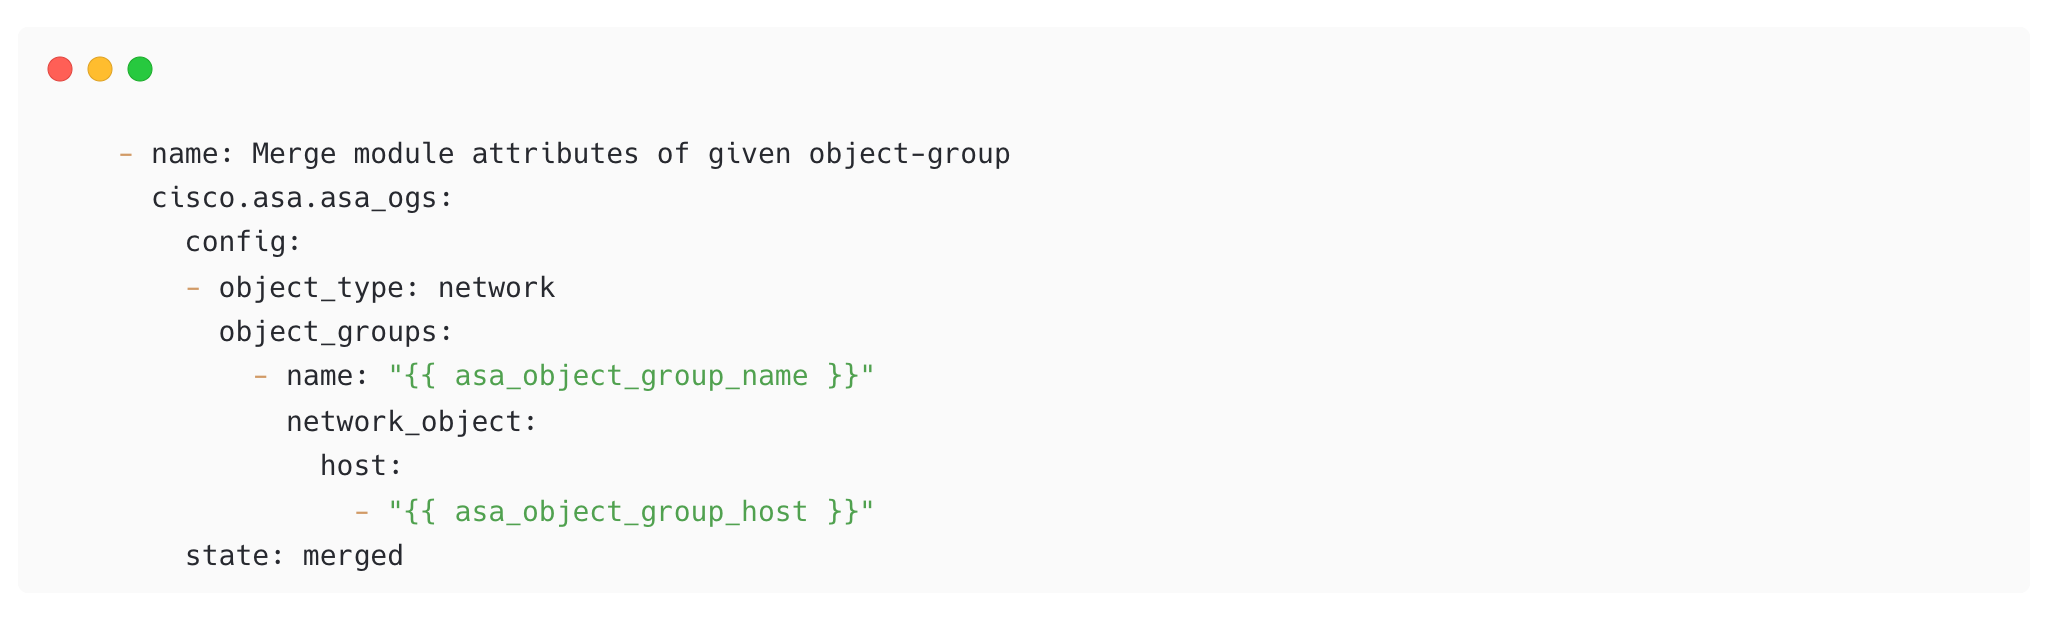 - name: Merge module attributes of given object-group
  cisco.asa.asa_ogs:
    config:
    - object_type: network
      object_groups:
        - name: "{{ asa_object_group_name }}"
          network_object:
            host:
              - "{{ asa_object_group_host }}"
    state: merged